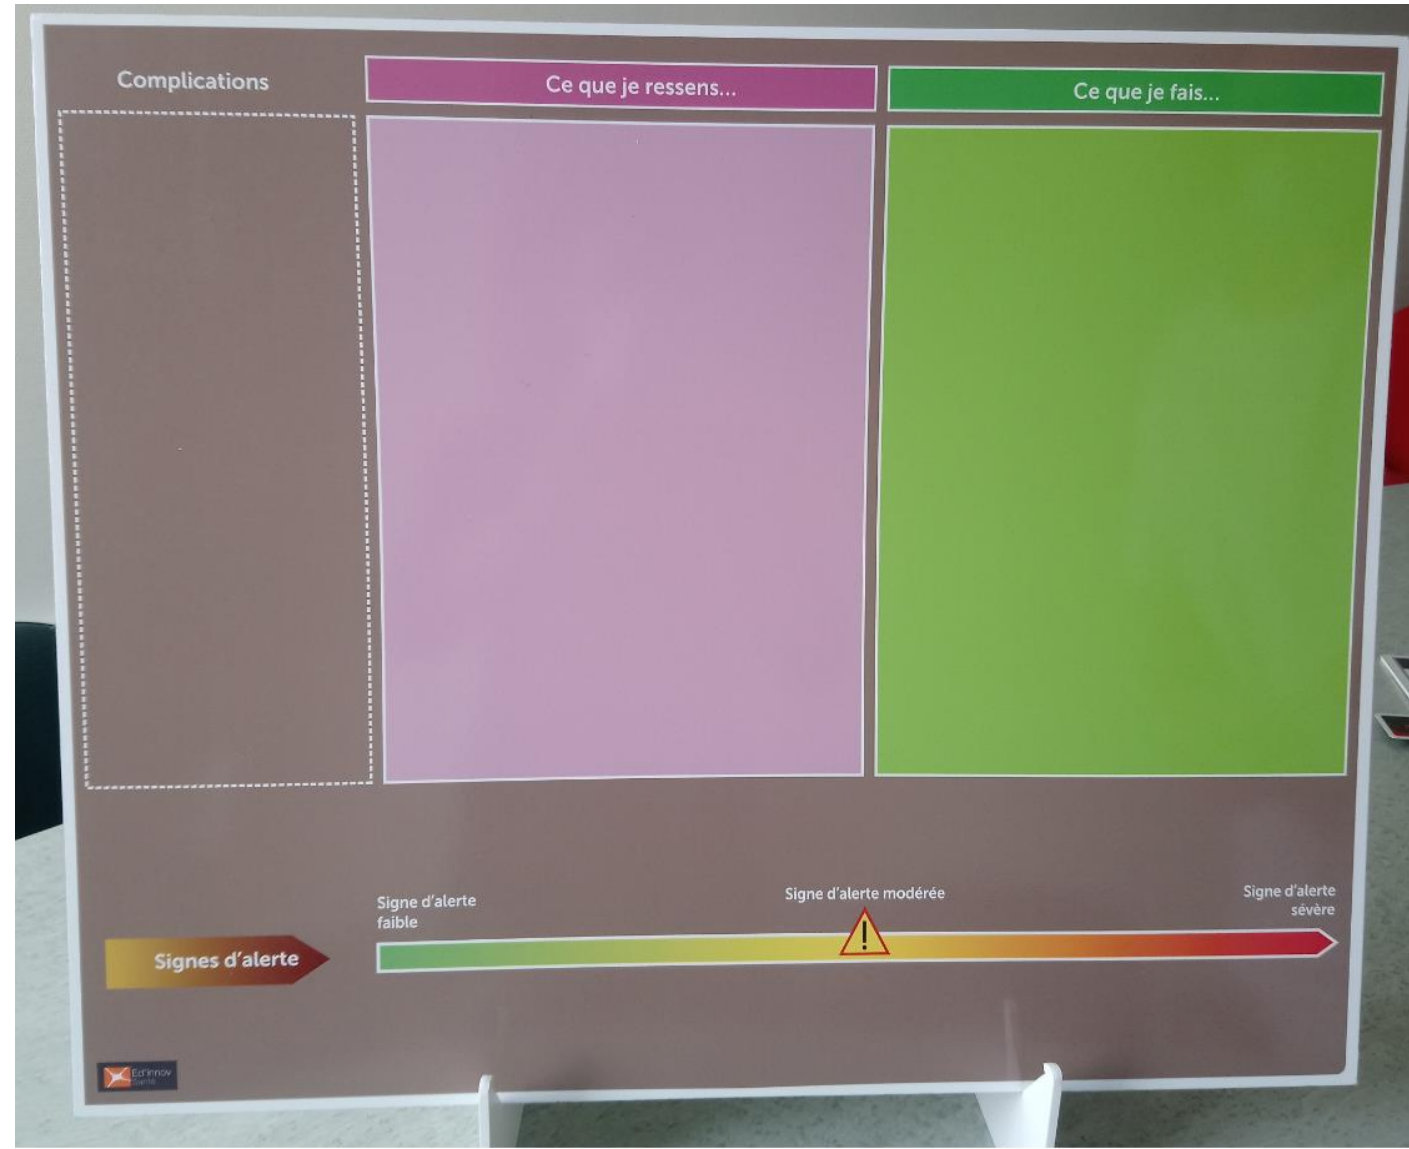 Complications
Ce que je ressens...
Ce que je fais...
Signe d'alerte
faible
Signe d'alerte modérée
Signe d'alerte
sévère
!
Signes d'alerte
Ed'innov
Santé